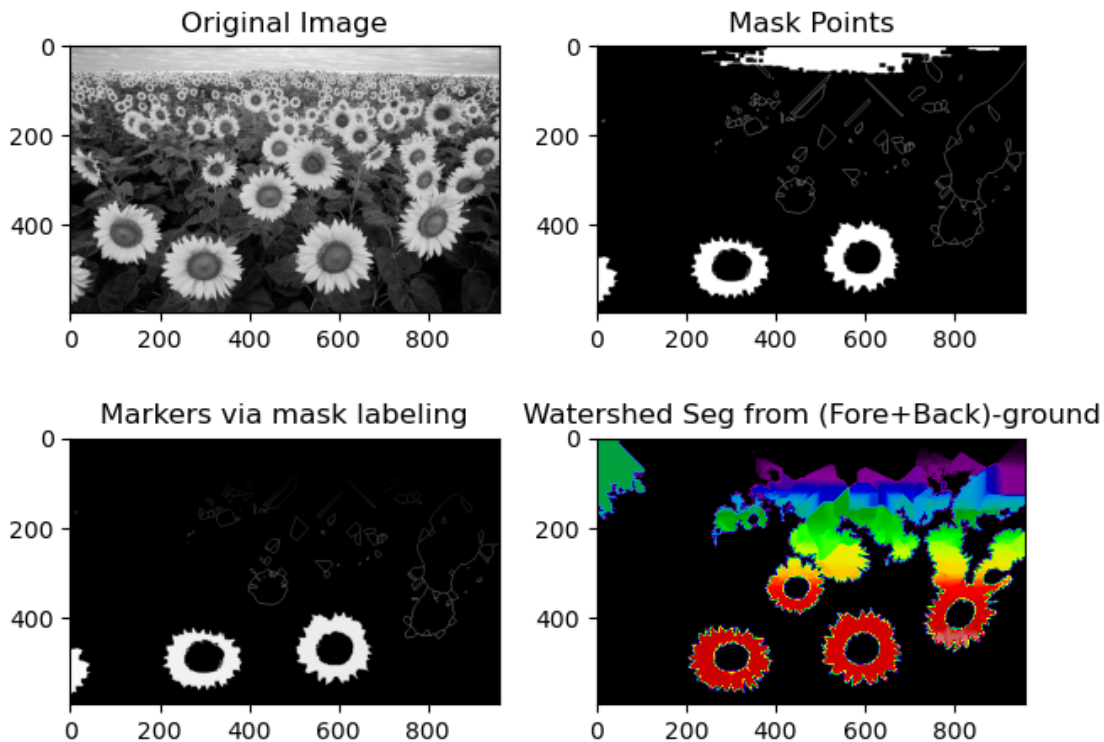 Original Image
Mask Points
0
200
400
0 200 400 600 800
0
200
400
0 200 400 600 800
Markers via mask labeling
Watershed Seg from (Fore+Back)-ground
0
200
400
0 200 400 600 800
0
200
400
0 200 400 600 800